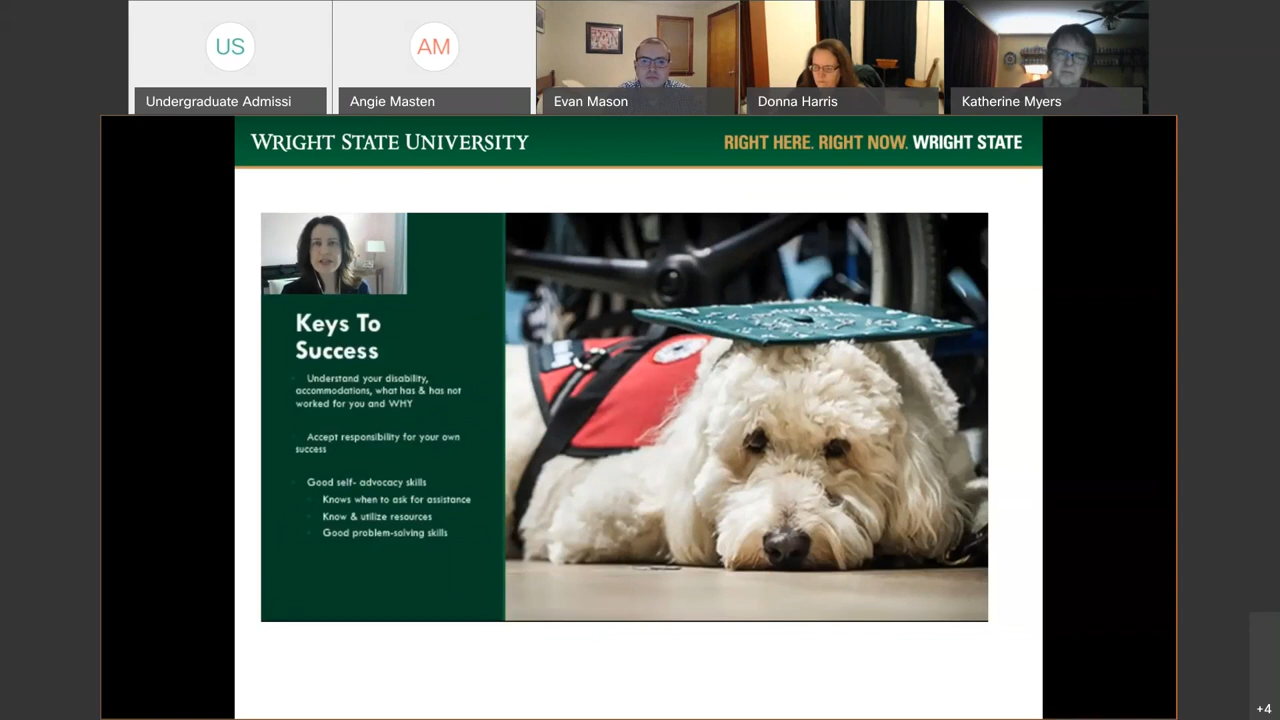 US
AM
Undergraduate Admissi
Angie Masten
Evan Mason
Donna Harris
Katherine Myers
WRIGHT STATE UNIVERSITY
RIGHT HERE. RIGHT NOW. WRIGHT STATE
Keys To
Success
Understand your disability,
accommodations, what has & has not
worked for you and WHY
Accept responsibility for your own
success
Good self- advocacy skills
Knows when to ask for assistance
Know & utilize resources
Good problem-solving skills
+4